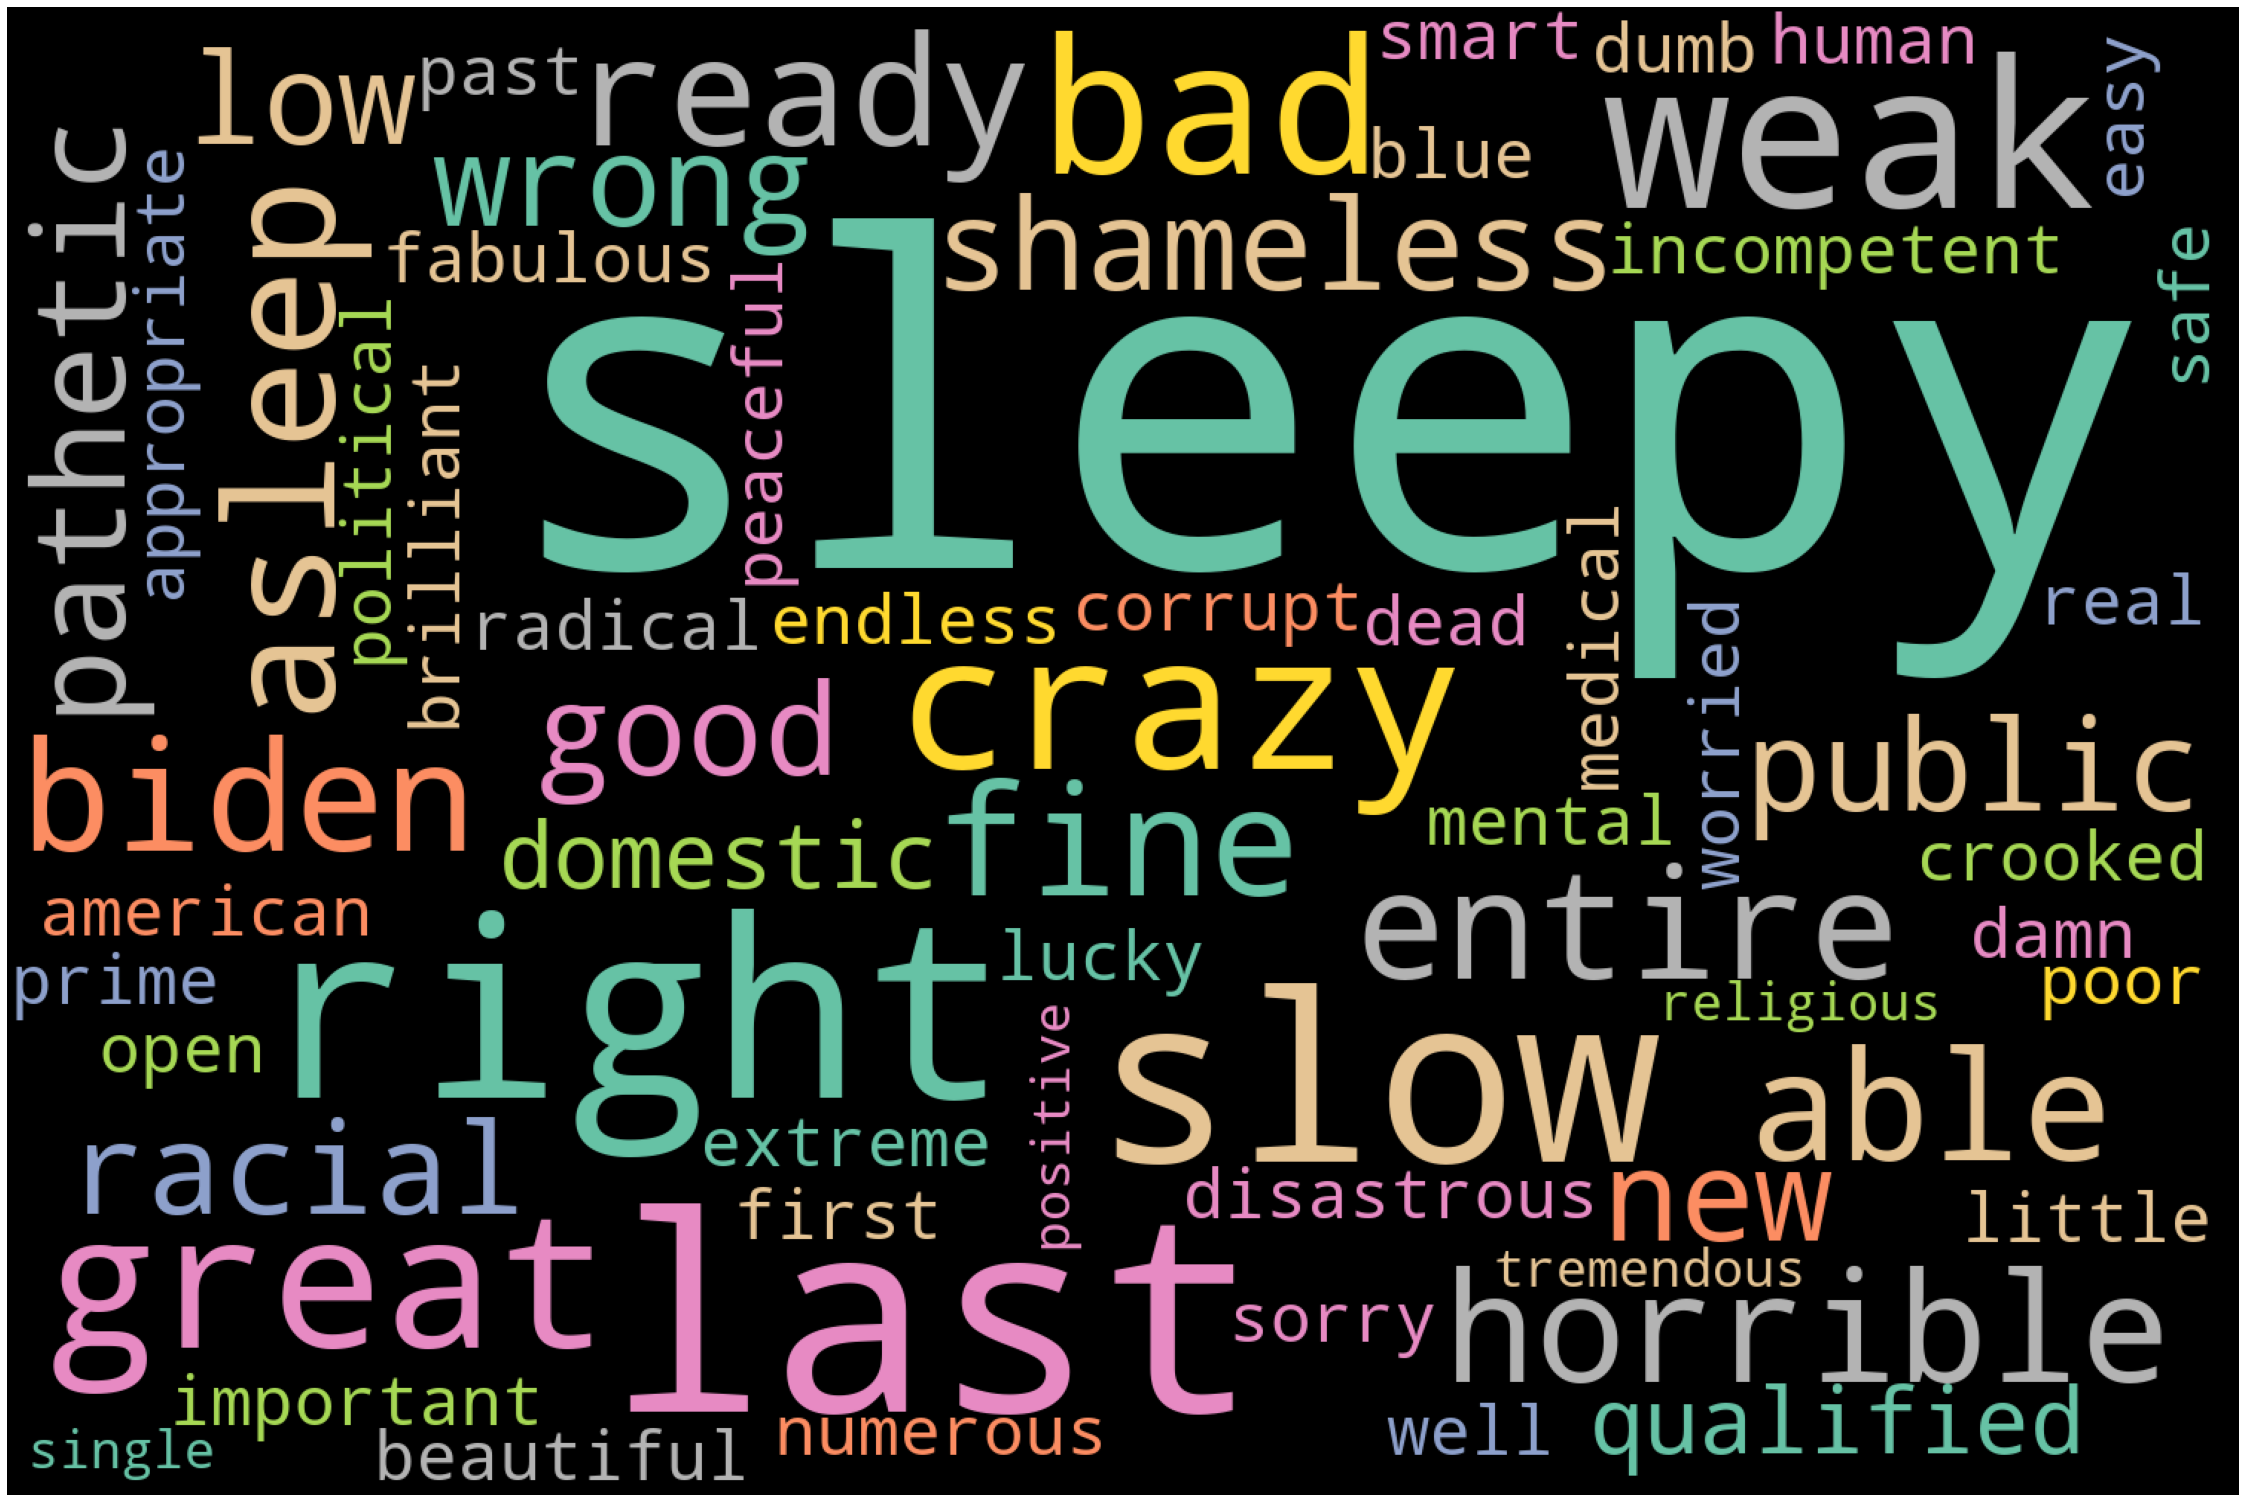 smart
dumb
human
low
past
ready
bad
weak
easy
blue
wrong
pathetic
appropriate
asleep
shameless
incompetent
safe
fabulous
sleepy
peaceful
political
brilliant
radical
endless
corrupt
dead
medical
worried
real
good
crazy
biden
public
domestic
fine
mental
crooked
american
entire
damn
prime
right
lucky
religious
poor
open
slow
able
positive
racial
extreme
disastrous
new
first
little
great
last
tremendous
sorry
horrible
important
numerous
well
qualified
single
beautiful